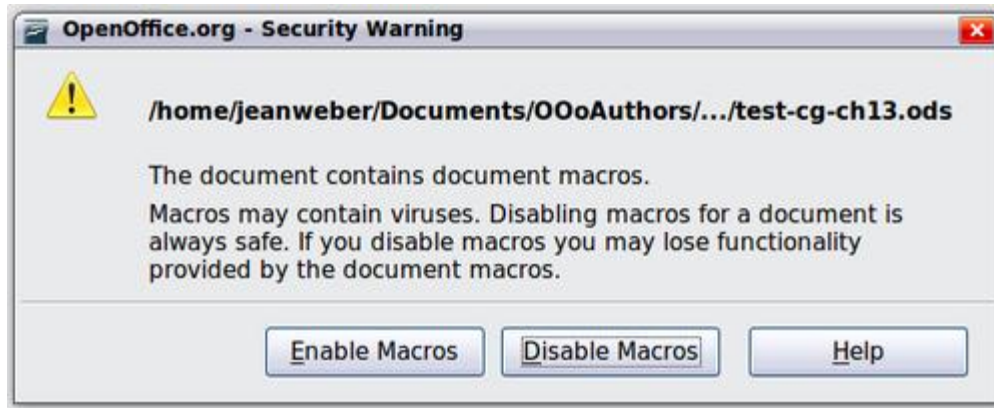 OpenOffice.org - Security Warning
/home/jeanweber/Documents/OOoAuthors/.../test-cg-ch13.ods
The document contains document macros.
Macros may contain viruses. Disabling macros for a document is
always safe. If you disable macros you may lose functionality
provided by the document macros.
Enable Macros Disable Macros Help